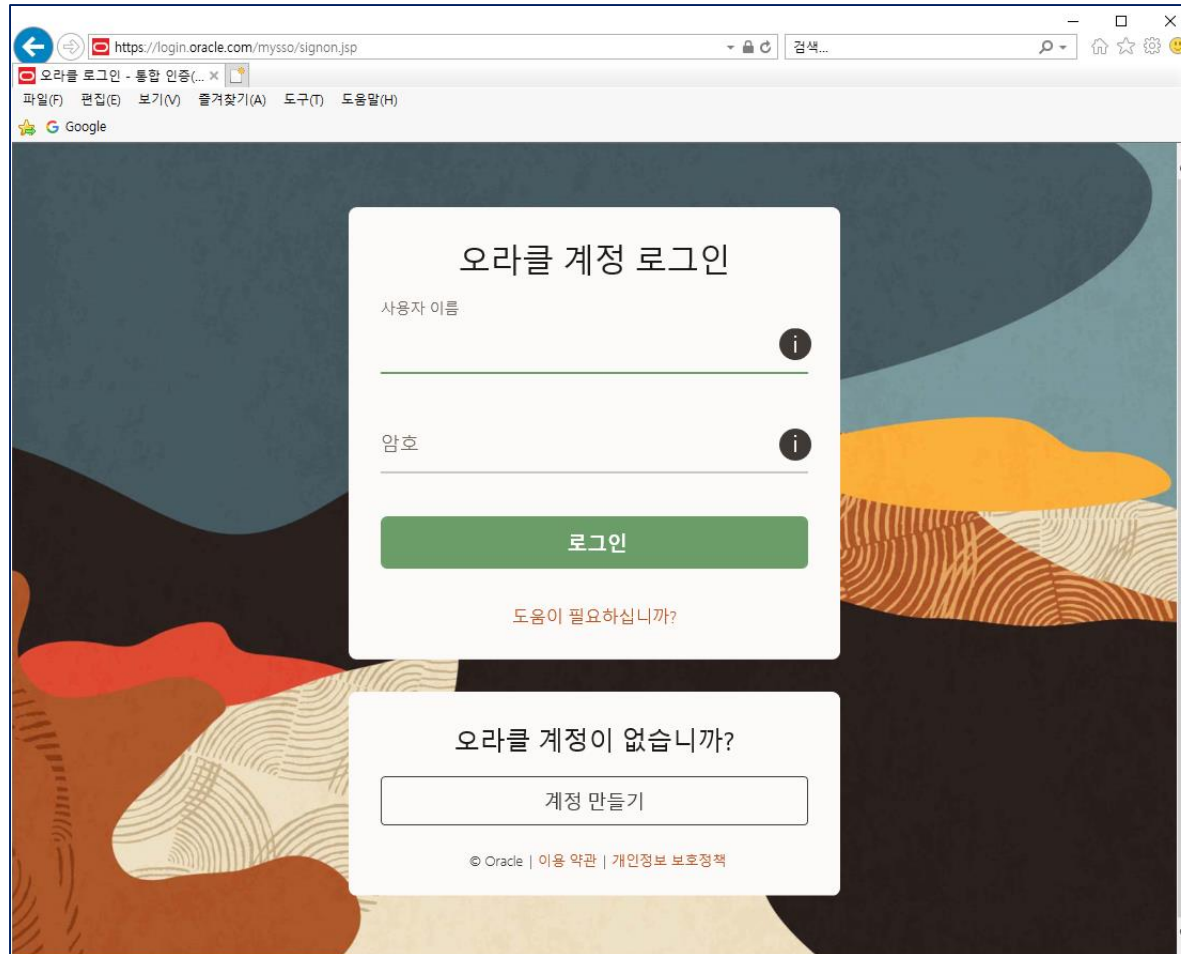 https://login.oracle.com/mysso/signon.jsp
검색...
오라클 로그인 - 통합 인증(...
파일(F) 편집(E) 보기(V) 즐겨찾기(A) 도구(T) 도움말(H)
Google
오라클 계정 로그인
사용자 이름
암호
로그인
도움이 필요하십니까?
오라클 계정이 없습니까?
계정 만들기
© Oracle | 이용 약관 | 개인정보 보호정책